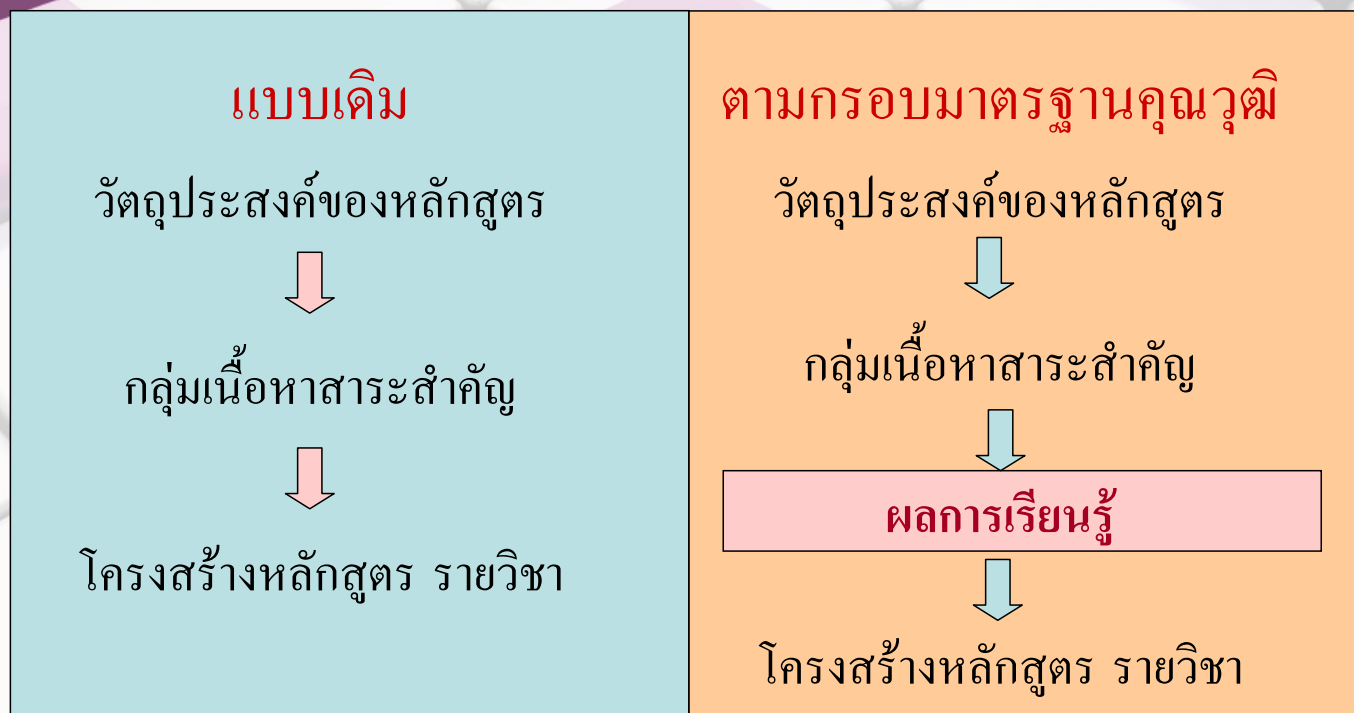 แบบเดิม
วัตถุประสงค์ของหลักสูตร
กลุ่มเนื้อหาสาระสำคัญ
โครงสร้างหลักสูตร รายวิชา
ตามกรอบมาตรฐานคุณวุฒิ
วัตถุประสงค์ของหลักสูตร
กลุ่มเนื้อหาสาระสำคัญ
ผลการเรียนรู้
โครงสร้างหลักสูตร รายวิชา